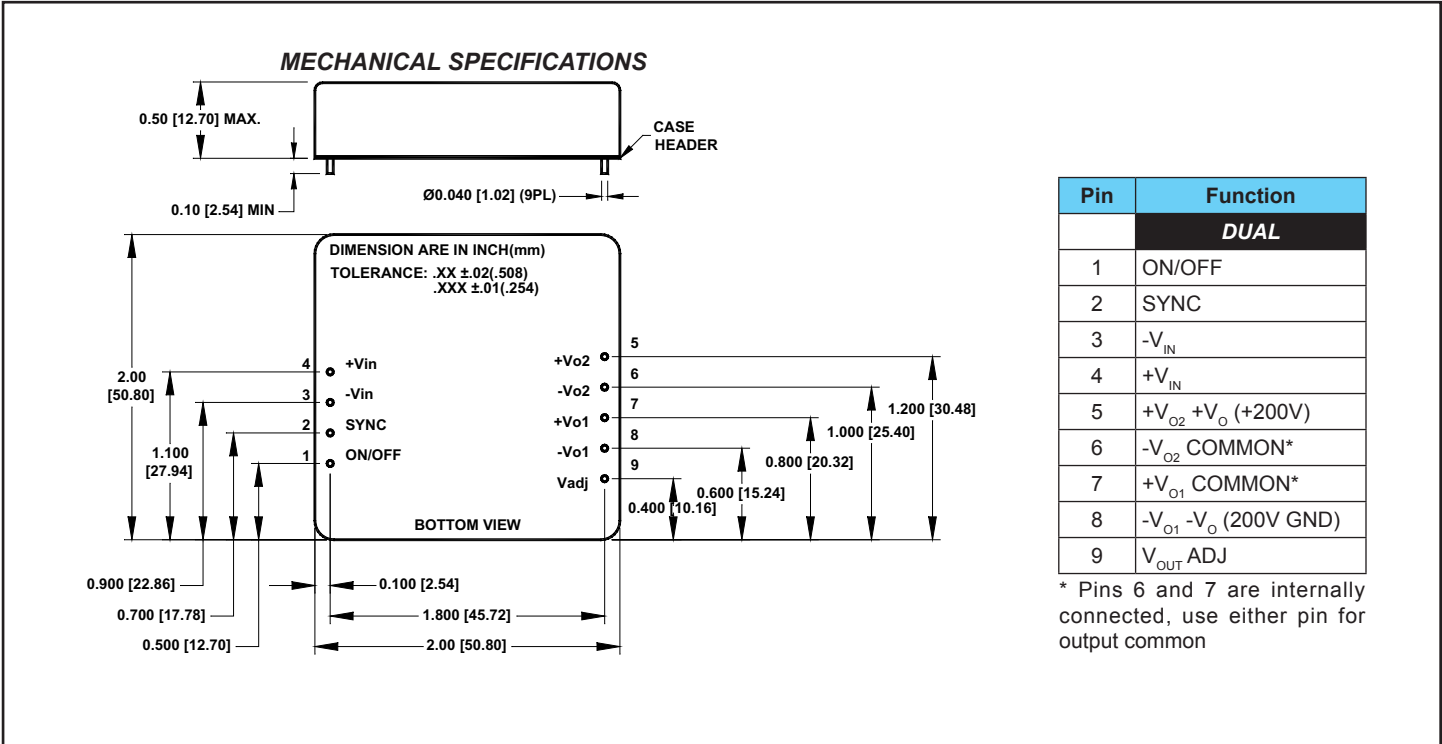 MECHANICAL SPECIFICATIONS
0.50 [12.70] MAX.
CASE
HEADER
Ø0.040 [1.02] (9PL)
0.10 [2.54] MIN
DIMENSION ARE IN INCH(mm)
TOLERANCE: .XX ±.02(.508)
.XXX ±.01(.254)
2.00
[50.80]
1.100
[27.94]
4 +Vin
3 -Vin
2 SYNC
1 ON/OFF
+Vo2 5
-Vo2 6
+Vo1 7
-Vo1 8
Vadj 9
1.200 [30.48]
1.000 [25.40]
0.800 [20.32]
0.600 [15.24]
0.400 [10.16]
BOTTOM VIEW
0.900 [22.86]
0.100 [2.54]
0.700 [17.78]
1.800 [45.72]
0.500 [12.70]
2.00 [50.80]
Pin Function
DUAL
1 ON/OFF
2 SYNC
3 -VIN
4 +VIN
5 +VO2 +VO (+200V)
6 -VO2 COMMON*
7 +VO1 COMMON*
8 -VO1 -VO (200V GND)
9 VOUT ADJ
* Pins 6 and 7 are internally
connected, use either pin for
output common